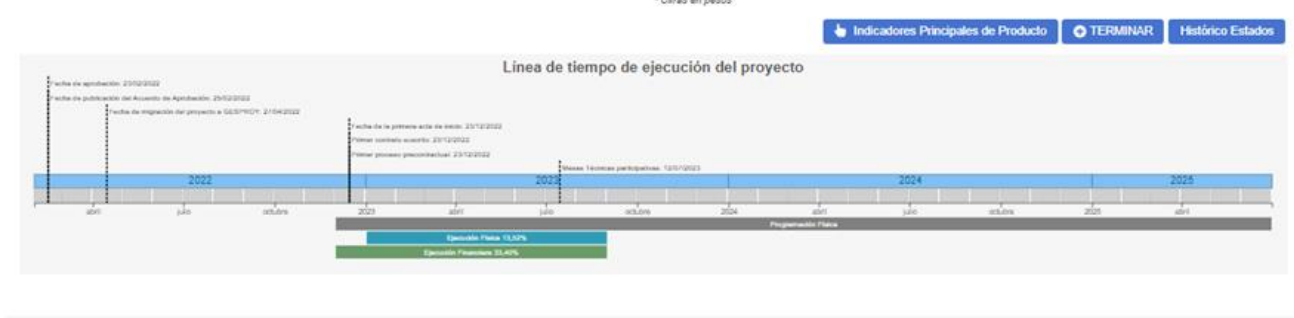 * Cifras en pesos
Indicadores Principales de Producto
TERMINAR
Histórico Estados
Línea de tiempo de ejecución del proyecto
Fecha de aprobación: 23/02/2022
Fecha de publicación del Acuerdo de Aprobación: 25/02/2022
Fecha de migración del proyecto a GESPROY: 27/04/2022
Fecha de la primera acta de inicio: 23/12/2022
Primer contrato suscrito: 23/12/2022
Primer proceso precontractual: 23/12/2022
Mesas Técnicas participativas: 12/07/2023
2022 2023 2024 2025
abril julio octubre 2023 abril julio octubre 2024 abril julio octubre 2025 abril
Programación Física
Ejecución Física 13,52%
Ejecución Financiera 33,40%